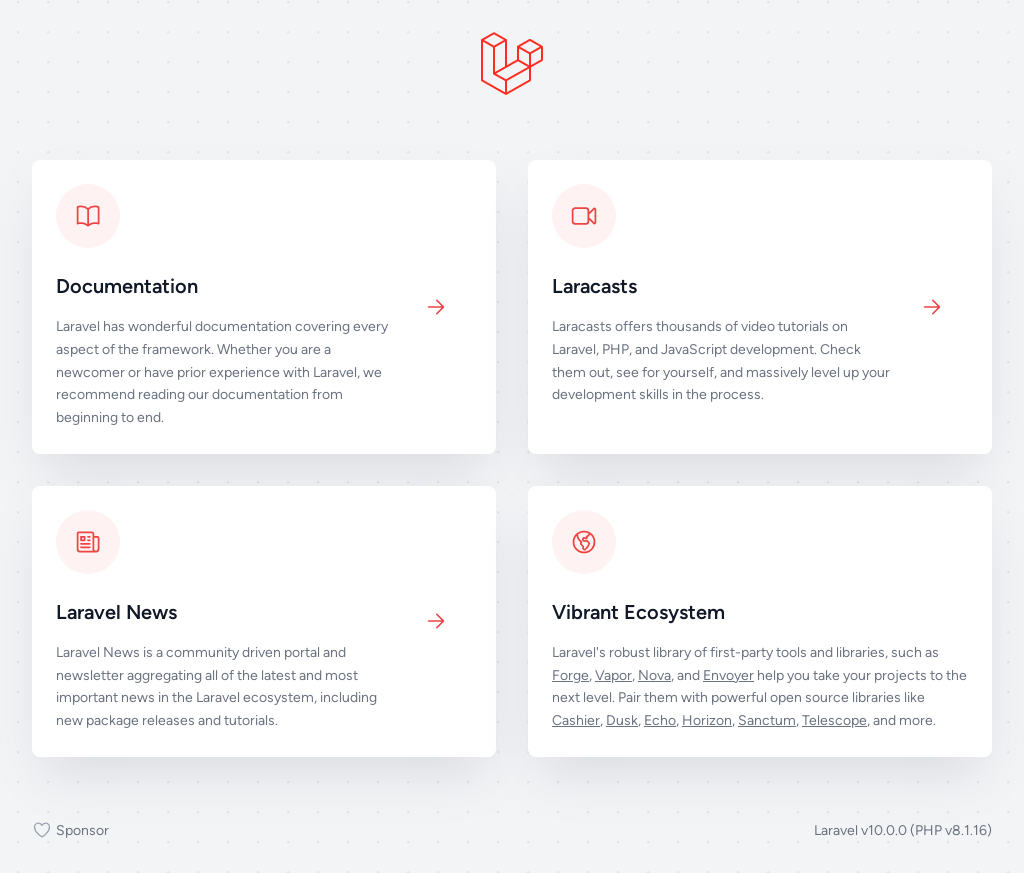 Documentation
Laravel has wonderful documentation covering every
aspect of the framework. Whether you are a
newcomer or have prior experience with Laravel, we
recommend reading our documentation from
beginning to end.
Laracasts
Laracasts offers thousands of video tutorials on
Laravel, PHP, and JavaScript development. Check
them out, see for yourself, and massively level up your
development skills in the process.
Laravel News
Laravel News is a community driven portal and
newsletter aggregating all of the latest and most
important news in the Laravel ecosystem, including
new package releases and tutorials.
Vibrant Ecosystem
Laravel's robust library of first-party tools and libraries, such as
Forge, Vapor, Nova, and Envoyer help you take your projects to the
next level. Pair them with powerful open source libraries like
Cashier, Dusk, Echo, Horizon, Sanctum, Telescope, and more.
Sponsor
Laravel v10.0.0 (PHP v8.1.16)